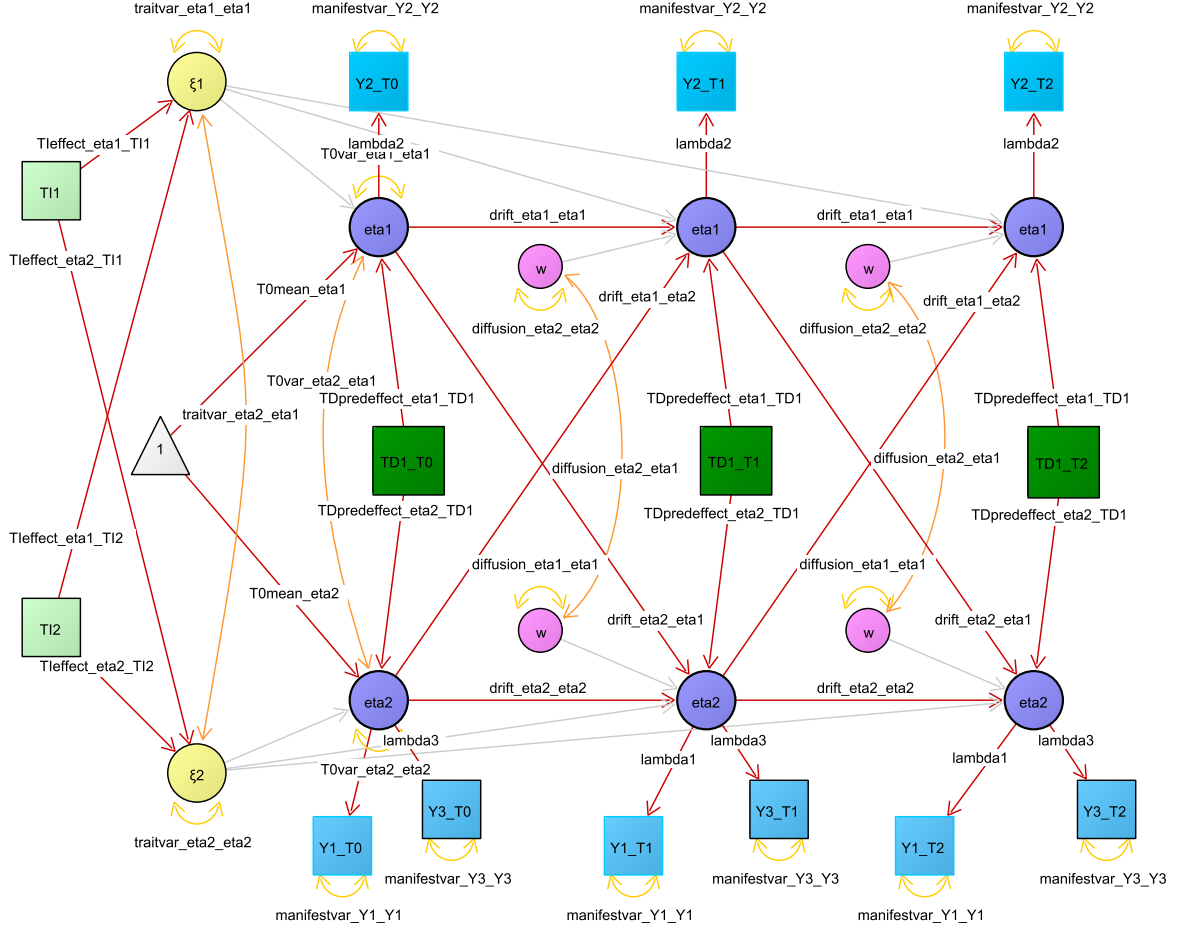 traitvar_eta1_eta1
manifestvar_Y2_Y2
manifestvar_Y2_Y2
manifestvar_Y2_Y2
ξ1
Y2_T0
Y2_T1
Y2_T2
TIeffect_eta1_TI1
lambda2
lambda2
lambda2
T0var_eta1_eta1
TI1
drift_eta1_eta1
drift_eta1_eta1
eta1
eta1
eta1
TIeffect_eta2_TI1
w
w
T0mean_eta1
drift_eta1_eta2
drift_eta1_eta2
diffusion_eta2_eta2
diffusion_eta2_eta2
T0var_eta2_eta1
TDpredeffect_eta1_TD1
TDpredeffect_eta1_TD1
TDpredeffect_eta1_TD1
traitvar_eta2_eta1
1
TD1_T0
TD1_T1
TD1_T2
diffusion_eta2_eta1
diffusion_eta2_eta1
TDpredeffect_eta2_TD1
TDpredeffect_eta2_TD1
TDpredeffect_eta2_TD1
TIeffect_eta1_TI2
diffusion_eta1_eta1
diffusion_eta1_eta1
T0mean_eta2
drift_eta2_eta1
drift_eta2_eta1
TI2
w
w
TIeffect_eta2_TI2
drift_eta2_eta2
drift_eta2_eta2
eta2
eta2
eta2
lambda3
lambda3
lambda3
lambda1
lambda1
T0var_eta2_eta2
ξ2
Y3_T0
Y3_T1
Y3_T2
traitvar_eta2_eta2
Y1_T0
Y1_T1
Y1_T2
manifestvar_Y3_Y3
manifestvar_Y3_Y3
manifestvar_Y3_Y3
manifestvar_Y1_Y1
manifestvar_Y1_Y1
manifestvar_Y1_Y1